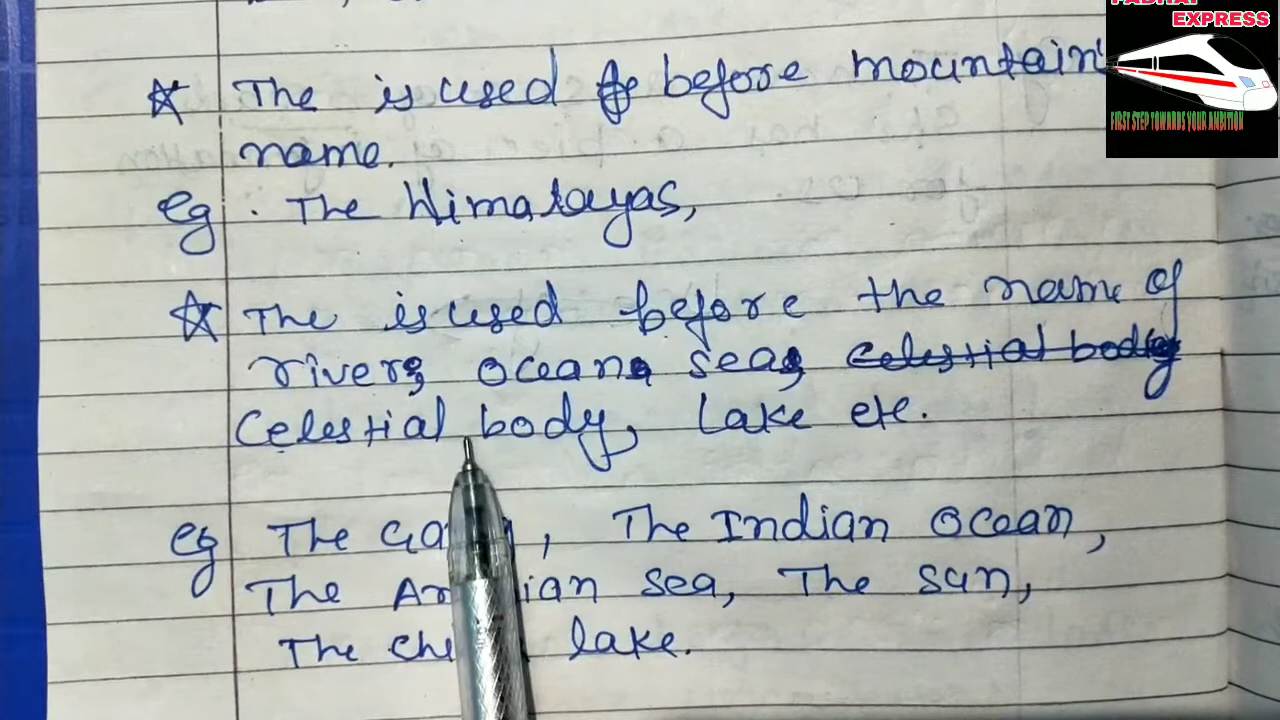 PADHAI
EXPRESS
FIRST STEP TOWARDS YOUR AMBITION
☆ The is used before mountain
name.
eg. The Himalayas,
☆ The is used before the name of
rivers oceans seas celestial body
Celestial body, Lake etc.
eg The , The Indian Ocean,
The sea, The sun,
The lake.